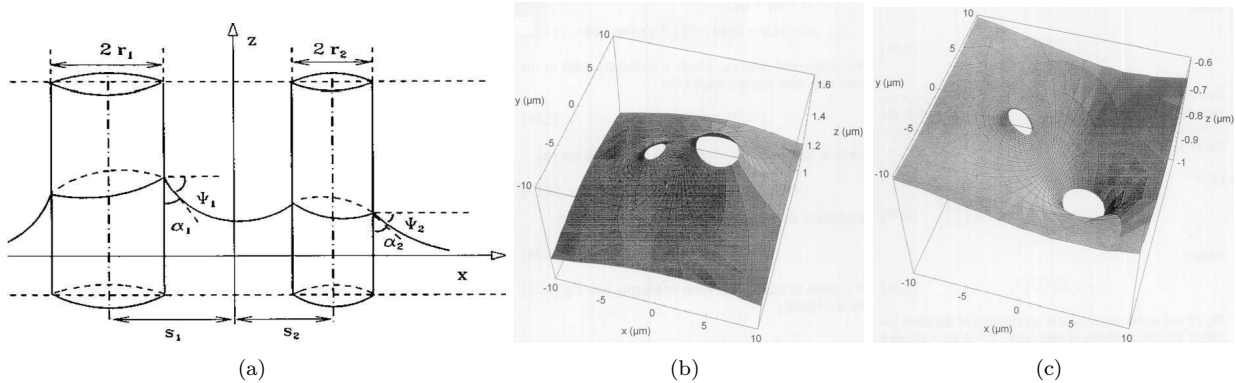 z
2 r₁
2 r₂
Ψ₁
α₁
Ψ₂
α₂
x
s₁
s₂
(a)
10
5
0
-5
-10
y (µm)
1.6
1.4
1.2
1
z (µm)
-10
-5
0
5
10
x (µm)
(b)
10
5
0
-5
-10
y (µm)
-0.6
-0.7
-0.8
-0.9
-1
z (µm)
-10
-5
0
5
10
x (µm)
(c)